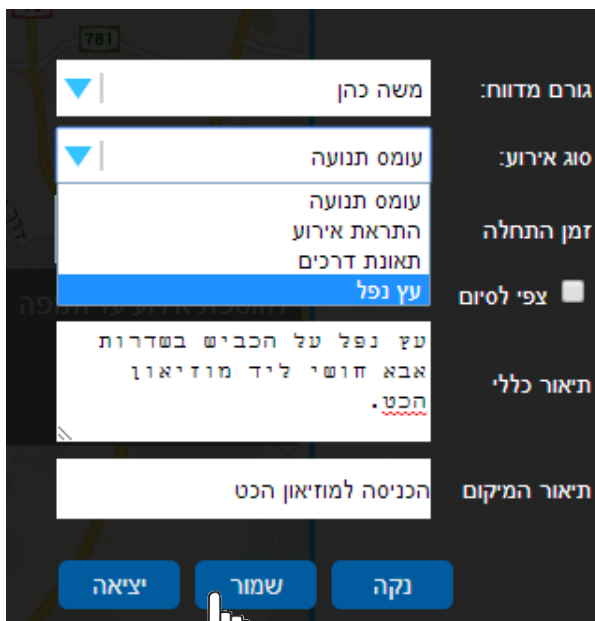 781
גורם מדווח:
משה כהן
סוג אירוע:
עומס תנועה
עומס תנועה
התראת אירוע
תאונת דרכים
עץ נפל
זמן התחלה
צפי לסיום
תיאור כללי
עץ נפל על הכביש בשדרות
אבא חושי ליד מוזיאון
הכט.
תיאור המיקום
הכניסה למוזיאון הכט
נקה
שמור
יציאה